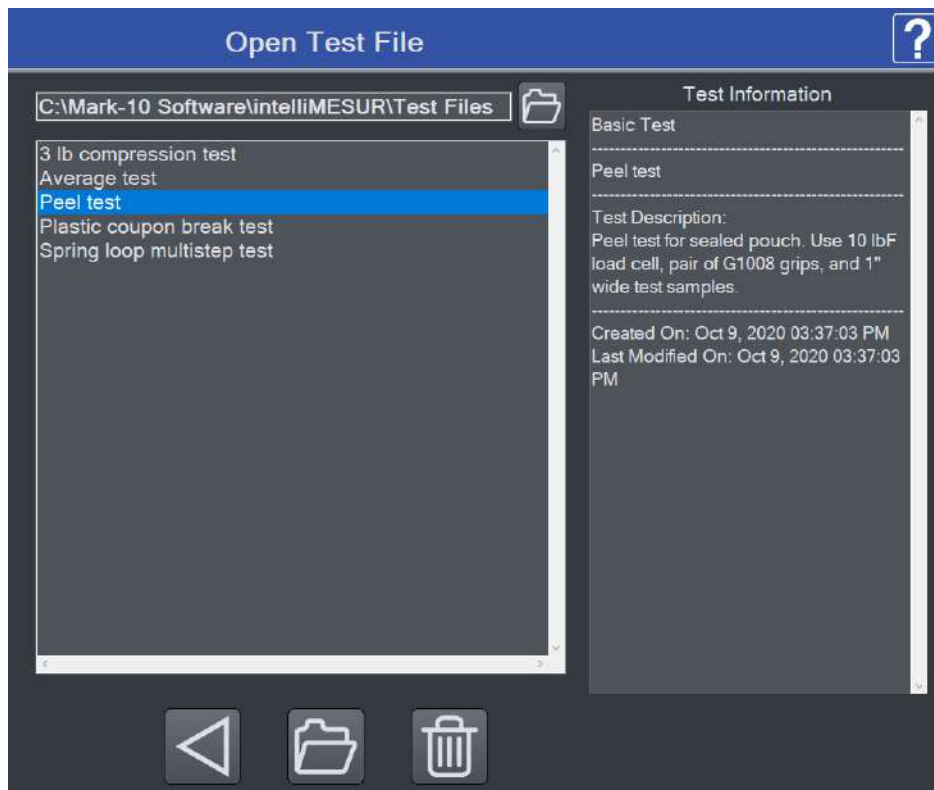 Open Test File
?
C:\Mark-10 Software\intelliMESUR\Test Files
3 lb compression test
Average test
Peel test
Plastic coupon break test
Spring loop multistep test
Test Information
Basic Test
--------------------------------------------------------
Peel test
--------------------------------------------------------
Test Description:
Peel test for sealed pouch. Use 10 lbF
load cell, pair of G1008 grips, and 1"
wide test samples.
--------------------------------------------------------
Created On: Oct 9, 2020 03:37:03 PM
Last Modified On: Oct 9, 2020 03:37:03
PM